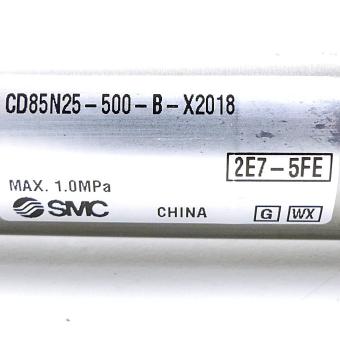 CD85N25-500-B-X2018
2E7-5FE
MAX. 1.0MPa
SMC CHINA G WX